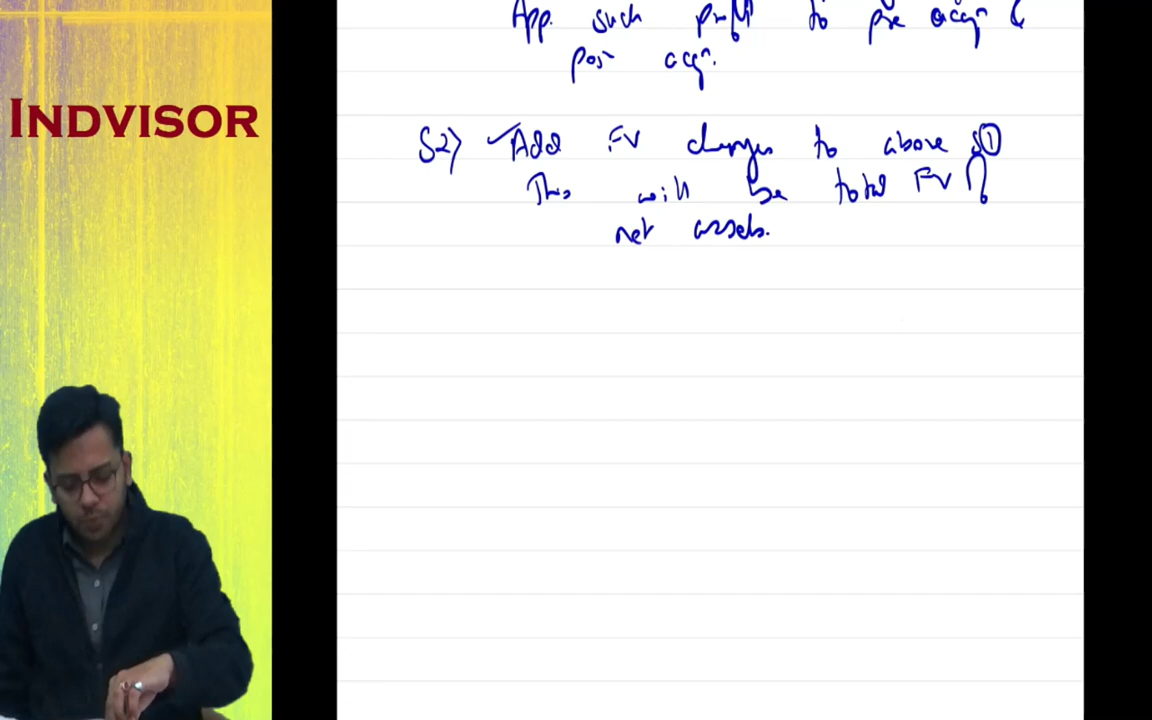 INDVISOR
App. such profit to pre acqn &
post acqn.
S2) Add FV changes to above S①
This will be total FV of
net assets.